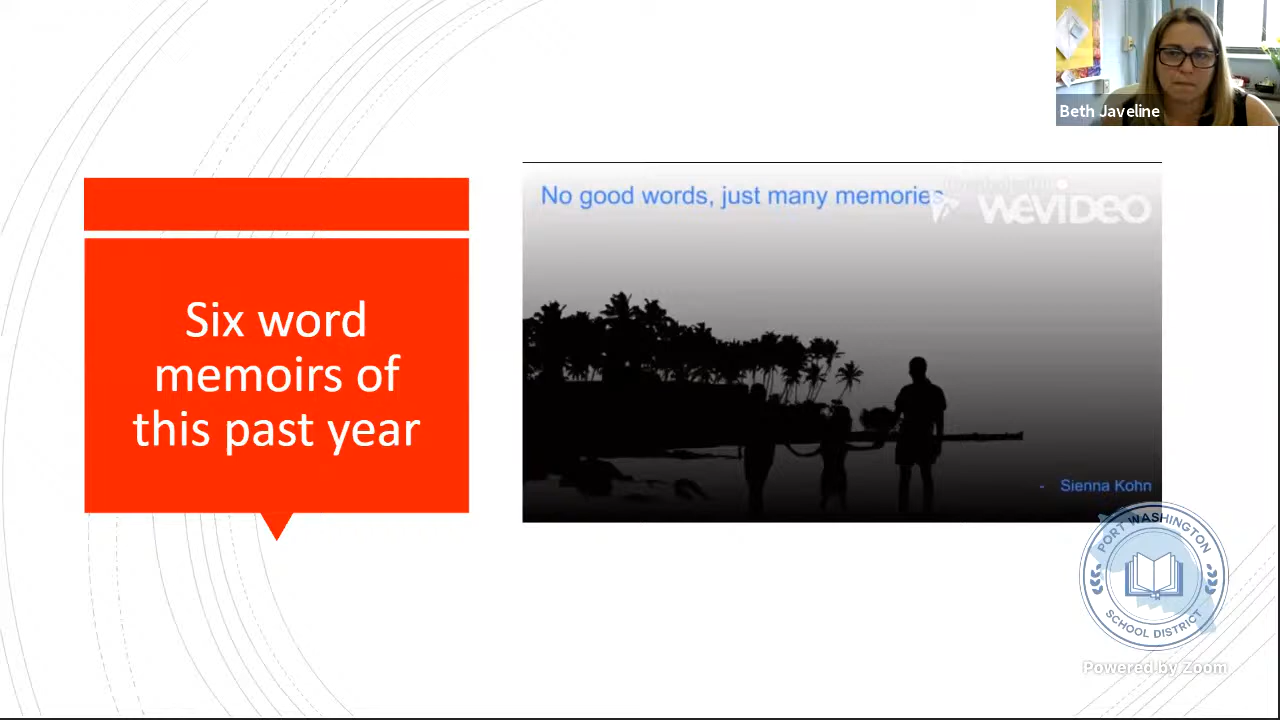 Beth Javeline
No good words, just many memories
WEVIDEO
Six word
memoirs of
this past year
- Sienna Kohn
PORT WASHINGTON
SCHOOL DISTRICT
Powered by Zoom